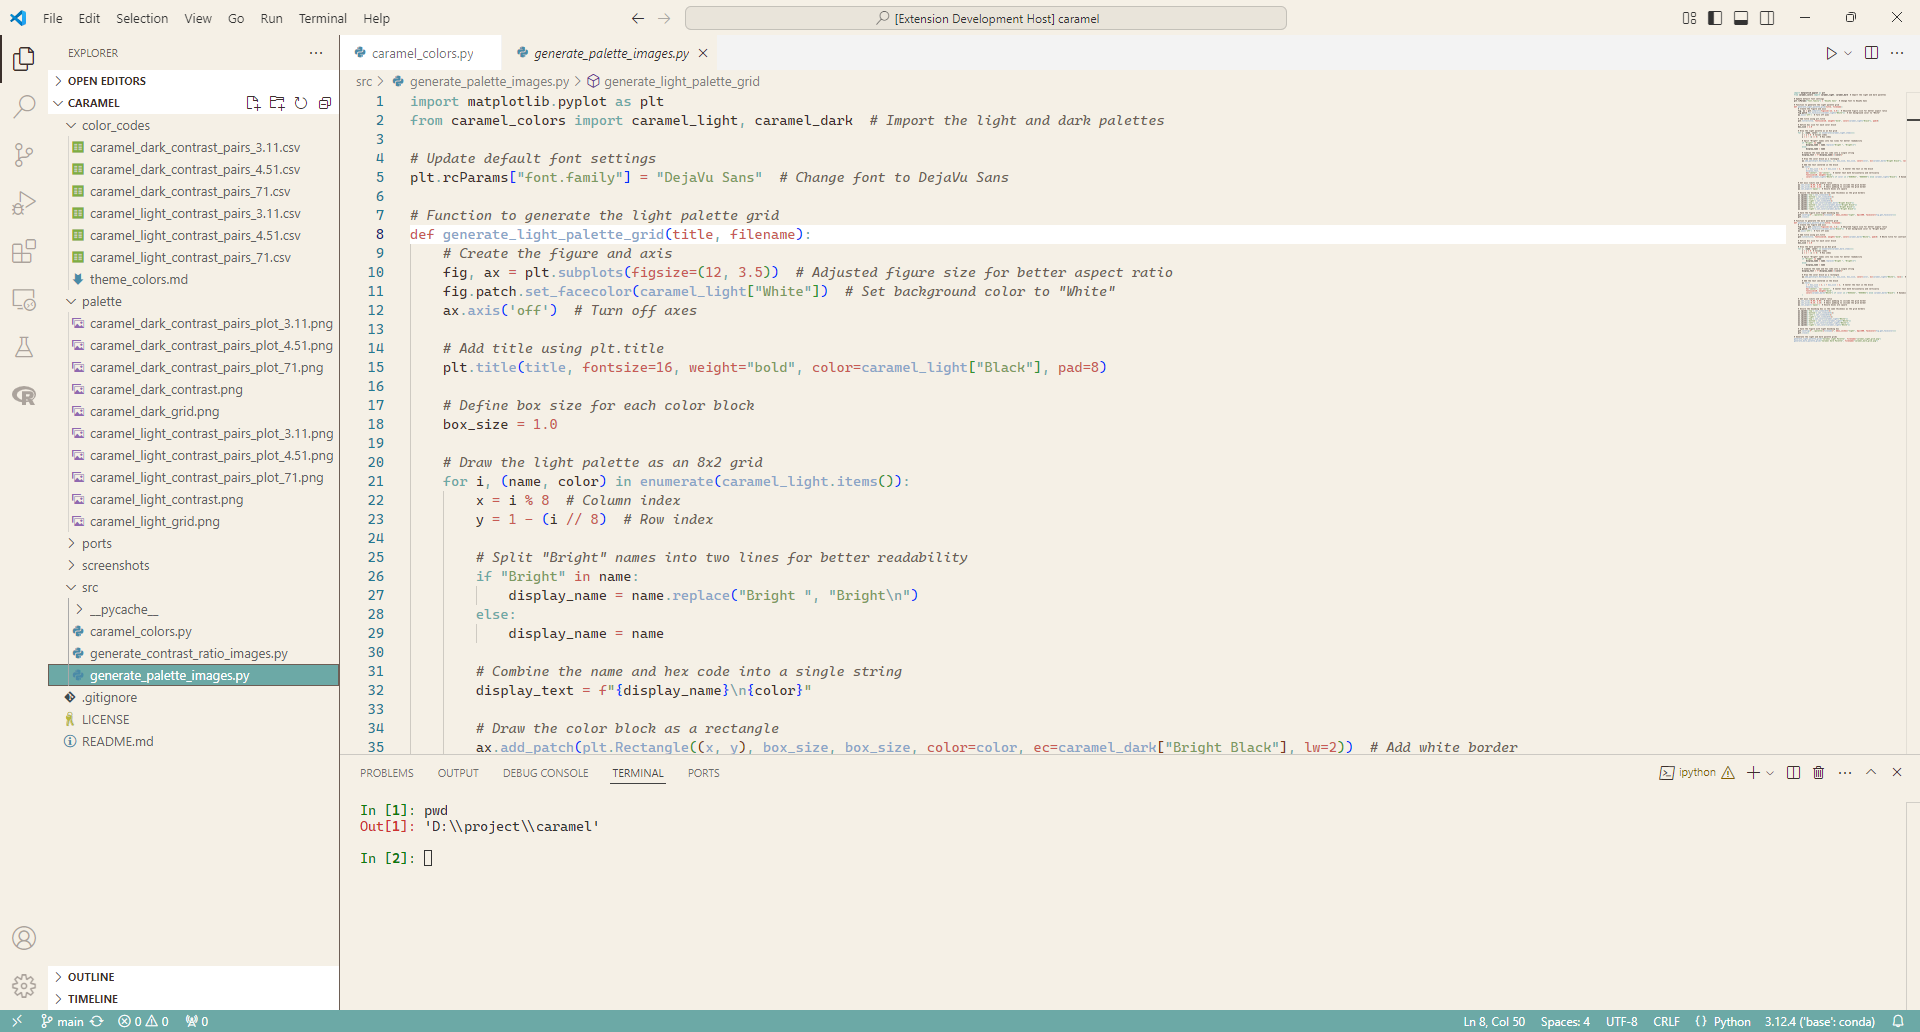 File Edit Selection View Go Run Terminal Help
[Extension Development Host] caramel
EXPLORER
OPEN EDITORS
CARAMEL
color_codes
caramel_dark_contrast_pairs_3.11.csv
caramel_dark_contrast_pairs_4.51.csv
caramel_dark_contrast_pairs_71.csv
caramel_light_contrast_pairs_3.11.csv
caramel_light_contrast_pairs_4.51.csv
caramel_light_contrast_pairs_71.csv
theme_colors.md
palette
caramel_dark_contrast_pairs_plot_3.11.png
caramel_dark_contrast_pairs_plot_4.51.png
caramel_dark_contrast_pairs_plot_71.png
caramel_dark_contrast.png
caramel_dark_grid.png
caramel_light_contrast_pairs_plot_3.11.png
caramel_light_contrast_pairs_plot_4.51.png
caramel_light_contrast_pairs_plot_71.png
caramel_light_contrast.png
caramel_light_grid.png
ports
screenshots
src
__pycache__
caramel_colors.py
generate_contrast_ratio_images.py
generate_palette_images.py
.gitignore
LICENSE
README.md
OUTLINE
TIMELINE
caramel_colors.py generate_palette_images.py
src generate_palette_images.py generate_light_palette_grid
1 import matplotlib.pyplot as plt
2 from caramel_colors import caramel_light, caramel_dark  # Import the light and dark palettes
3
4 # Update default font settings
5 plt.rcParams["font.family"] = "DejaVu Sans"  # Change font to DejaVu Sans
6
7 # Function to generate the light palette grid
8 def generate_light_palette_grid(title, filename):
9     # Create the figure and axis
10     fig, ax = plt.subplots(figsize=(12, 3.5))  # Adjusted figure size for better aspect ratio
11     fig.patch.set_facecolor(caramel_light["White"])  # Set background color to "White"
12     ax.axis('off')  # Turn off axes
13
14     # Add title using plt.title
15     plt.title(title, fontsize=16, weight="bold", color=caramel_light["Black"], pad=8)
16
17     # Define box size for each color block
18     box_size = 1.0
19
20     # Draw the light palette as an 8x2 grid
21     for i, (name, color) in enumerate(caramel_light.items()):
22         x = i % 8  # Column index
23         y = 1 - (i // 8)  # Row index
24
25         # Split "Bright" names into two lines for better readability
26         if "Bright" in name:
27             display_name = name.replace("Bright ", "Bright\n")
28         else:
29             display_name = name
30
31         # Combine the name and hex code into a single string
32         display_text = f"{display_name}\n{color}"
33
34         # Draw the color block as a rectangle
35         ax.add_patch(plt.Rectangle((x, y), box_size, box_size, color=color, ec=caramel_dark["Bright Black"], lw=2))  # Add white border
PROBLEMS OUTPUT DEBUG CONSOLE TERMINAL PORTS
ipython
In [1]: pwd
Out[1]: 'D:\\project\\caramel'
In [2]:
main 0 0 0
Ln 8, Col 50 Spaces: 4 UTF-8 CRLF Python 3.12.4 ('base': conda)